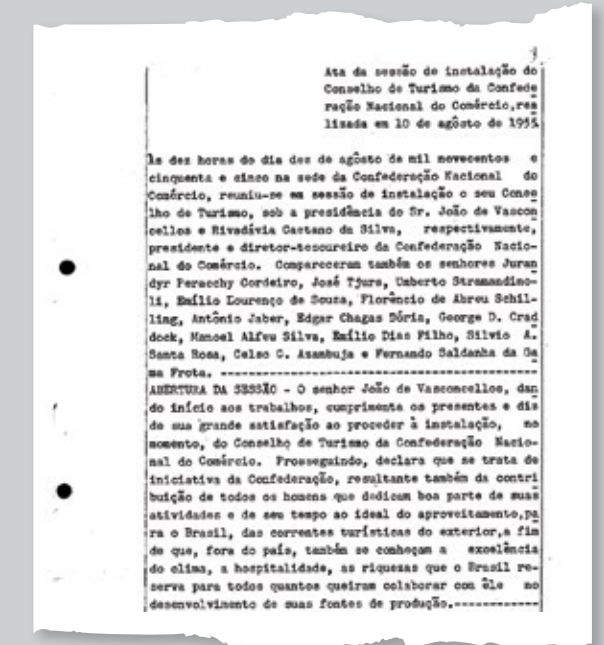 Ata da sessão de instalação do
Conselho de Turismo da Confede
ração Nacional do Comércio,rea
lisada em 10 de agôsto de 1955.
às dez horas do dia dez de agôsto de mil novecentos e
cinquenta e cinco na sede da Confederação Nacional do
Comércio, reuniu-se em sessão de instalação o seu Conse
lho de Turismo, sob a presidência do Sr. João de Vascon
cellos e Rivadávia Caetano da Silva, respectivamente,
presidente e diretor-tesoureiro da Confederação Nacio-
nal do Comércio. Compareceram também os senhores Juran
dyr Peracchy Cordeiro, José Tjurs, Umberto Stramandino-
li, Emílio Lourenço de Souza, Florêncio de Abreu Schil-
ling, Antônio Jaber, Edgar Chagas Dória, George D. Crad
dock, Manoel Alfeu Silva, Emílio Dias Filho, Silvio A.
Santa Rosa, Celso C. Azambuja e Fernando Saldanha da Ga
ma Frota. -----------------------------------
ABERTURA DA SESSÃO - O senhor João de Vasconcellos, dan
do início aos trabalhos, cumprimenta os presentes e diz
de sua grande satisfação ao proceder à instalação, no
momento, do Conselho de Turismo da Confederação Nacio-
nal do Comércio. Prosseguindo, declara que se trata de
iniciativa da Confederação, resultante também da contri
buição de todos os homens que dedicam boa parte de suas
atividades e de seu tempo ao ideal do aproveitamento,pa
ra o Brasil, das correntes turísticas do exterior,a fim
de que, fora do país, também se conheçam a excelência
do clima, a hospitalidade, as riquezas que o Brasil re-
serva para todos quantos queiram colaborar com êle no
desenvolvimento de suas fontes de produção.------------